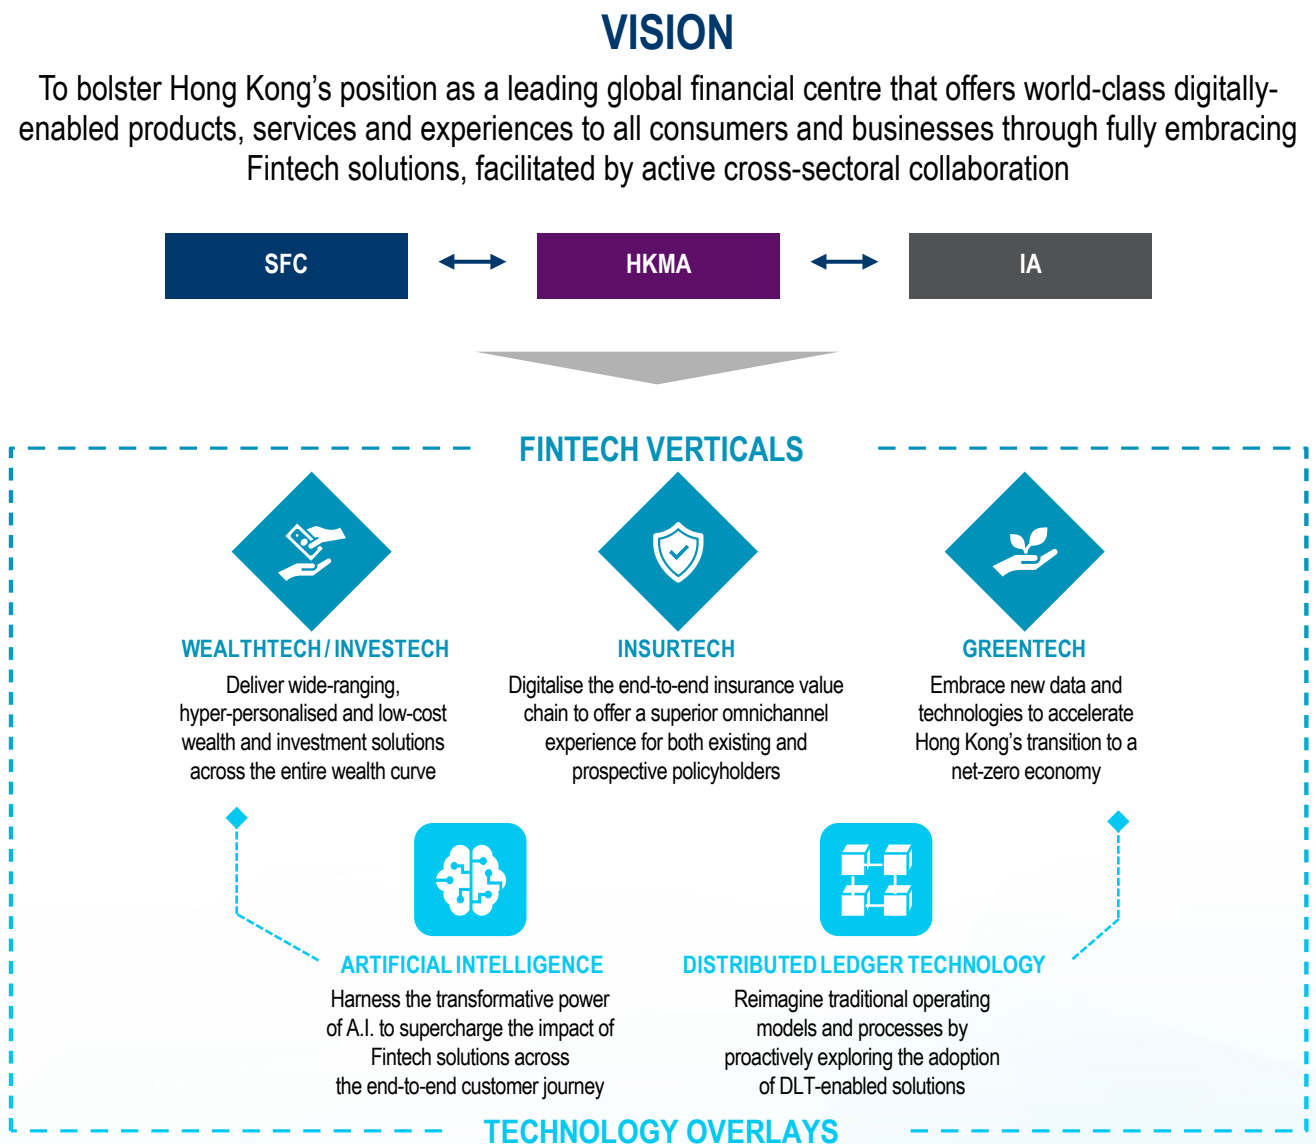 VISION
To bolster Hong Kong’s position as a leading global financial centre that offers world-class digitally-
enabled products, services and experiences to all consumers and businesses through fully embracing
Fintech solutions, facilitated by active cross-sectoral collaboration
SFC
HKMA
IA
FINTECH VERTICALS
WEALTHTECH / INVESTECH
Deliver wide-ranging,
hyper-personalised and low-cost
wealth and investment solutions
across the entire wealth curve
INSURTECH
Digitalise the end-to-end insurance value
chain to offer a superior omnichannel
experience for both existing and
prospective policyholders
GREENTECH
Embrace new data and
technologies to accelerate
Hong Kong’s transition to a
net-zero economy
ARTIFICIAL INTELLIGENCE
Harness the transformative power
of A.I. to supercharge the impact of
Fintech solutions across
the end-to-end customer journey
DISTRIBUTED LEDGER TECHNOLOGY
Reimagine traditional operating
models and processes by
proactively exploring the adoption
of DLT-enabled solutions
TECHNOLOGY OVERLAYS